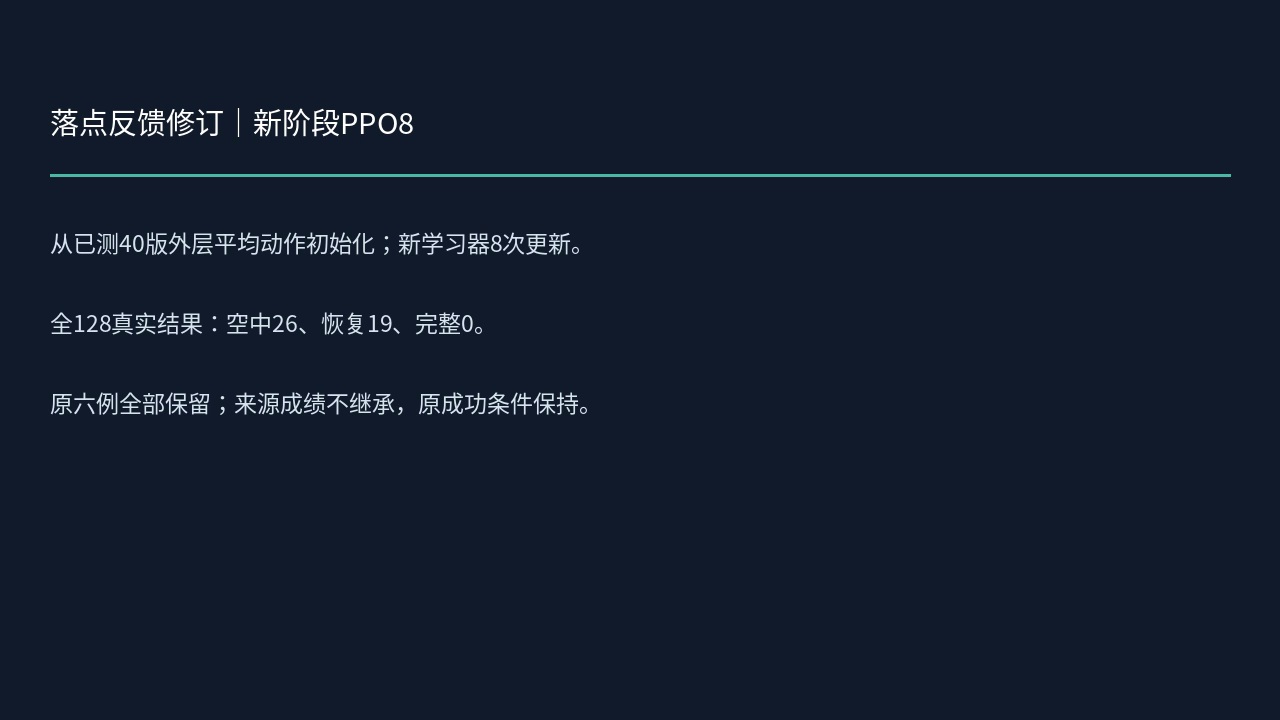 落点反馈修订｜新阶段PPO8
从已测40版外层平均动作初始化；新学习器8次更新。
全128真实结果：空中26、恢复19、完整0。
原六例全部保留；来源成绩不继承，原成功条件保持。